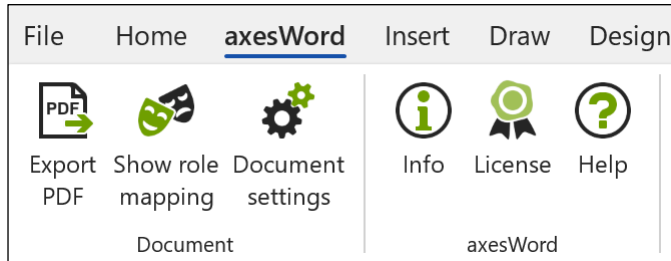 File Home axesWord Insert Draw Design
PDF
Export Show role Document Info License Help
PDF mapping settings
Document axesWord